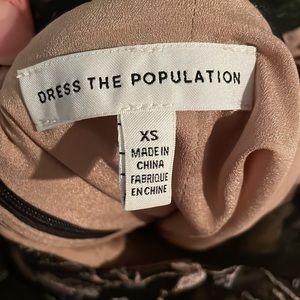 DRESS THE POPULATION
XS
MADE IN
CHINA
FABRIQUE
EN CHINE